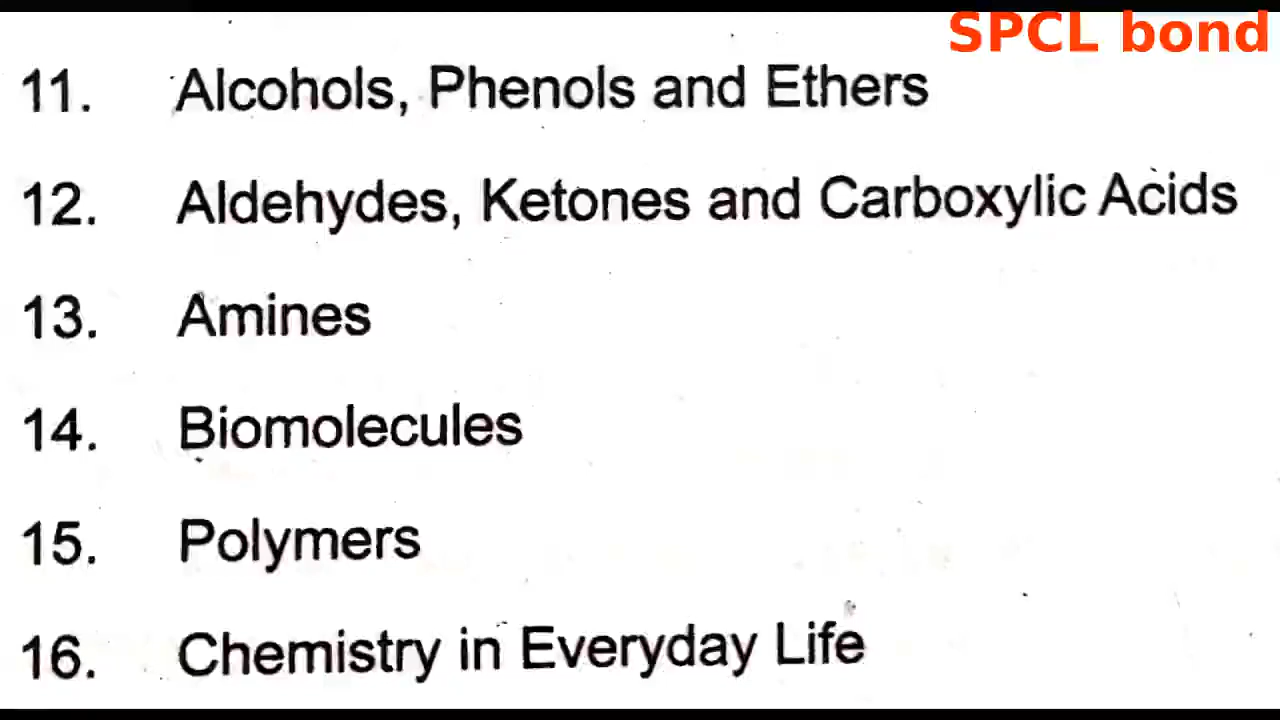 SPCL bond
11. Alcohols, Phenols and Ethers
12. Aldehydes, Ketones and Carboxylic Acids
13. Amines
14. Biomolecules
15. Polymers
16. Chemistry in Everyday Life